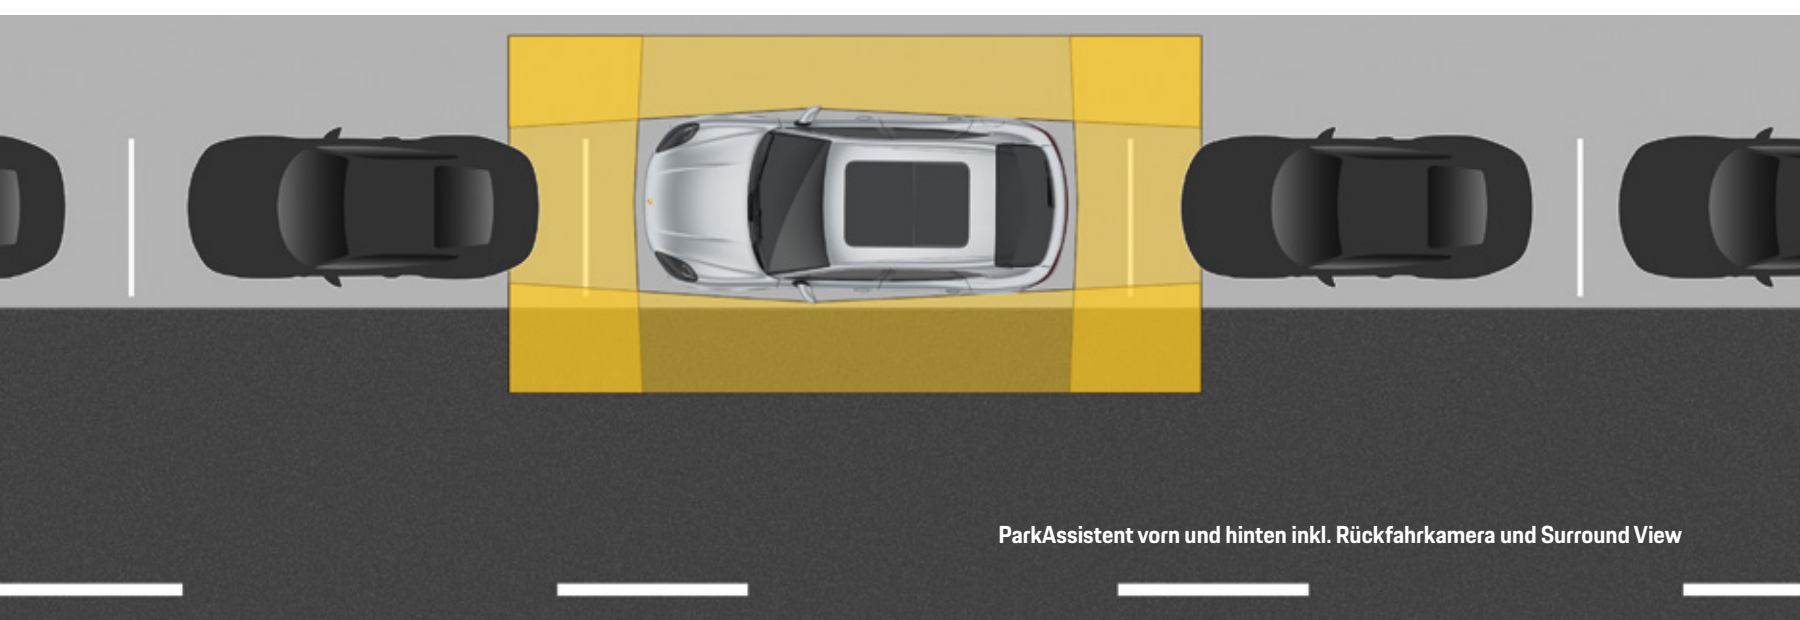 ParkAssistent vorn und hinten inkl. Rückfahrkamera und Surround View